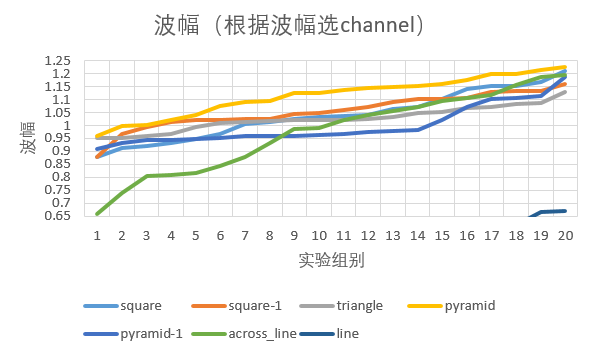 波幅（根据波幅选channel）
1.25
1.2
1.15
1.1
1.05
1
0.95
0.9
0.85
0.8
0.75
0.7
0.65
波幅
1 2 3 4 5 6 7 8 9 10 11 12 13 14 15 16 17 18 19 20
实验组别
square square-1 triangle pyramid
pyramid-1 across_line line